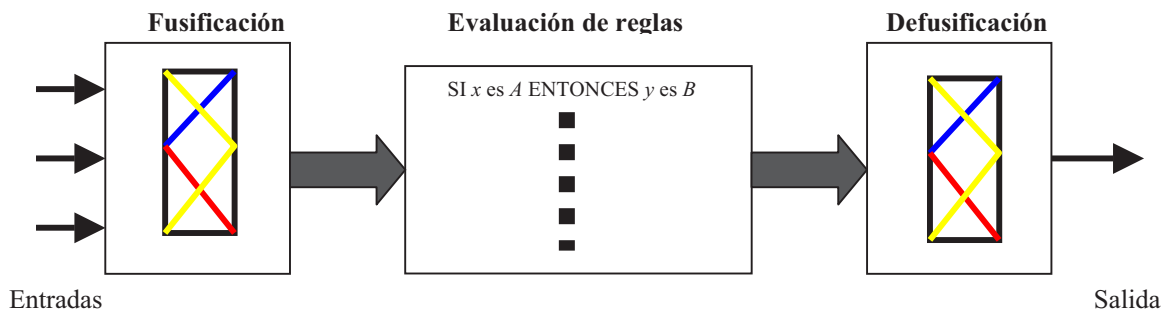 Fusificación
Evaluación de reglas
Defusificación
SI x es A ENTONCES y es B
Entradas
Salida